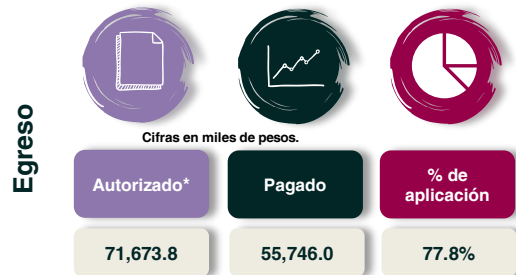 Egreso
Cifras en miles de pesos.
Autorizado*
Pagado
% de
aplicación
71,673.8
55,746.0
77.8%